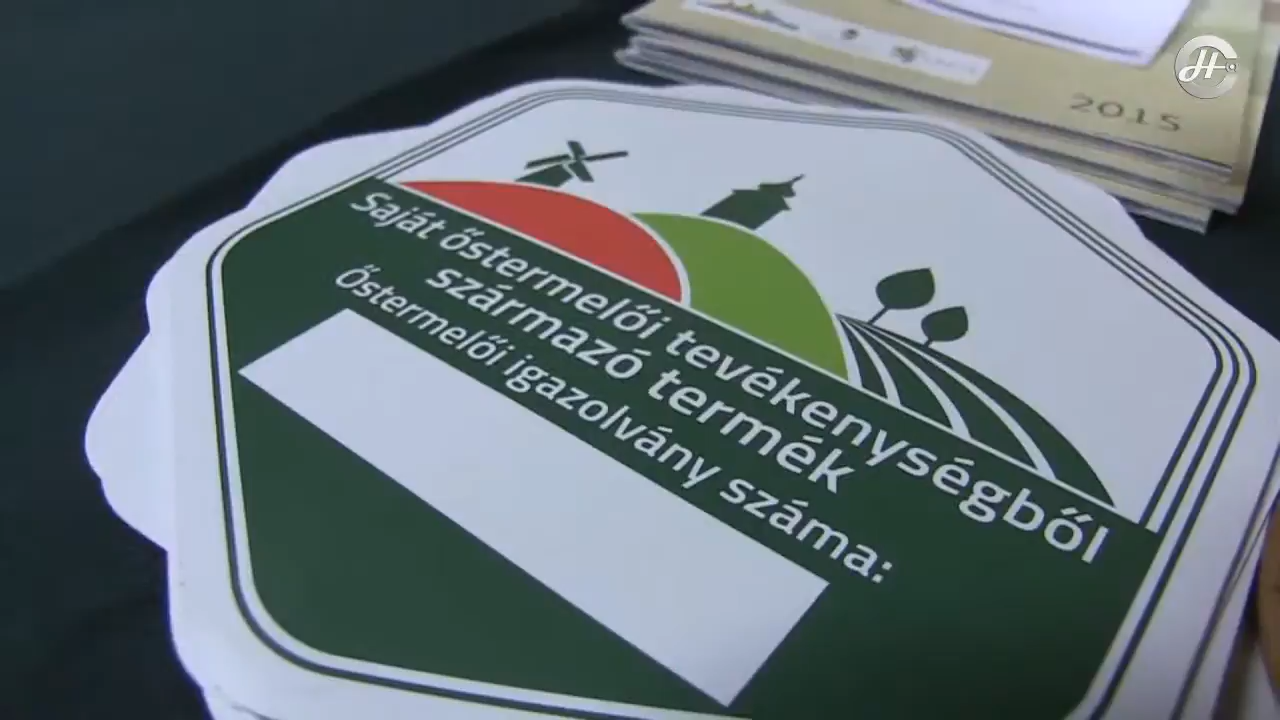 2015
Saját őstermelői tevékenységből
származó termék
Őstermelői igazolvány száma: